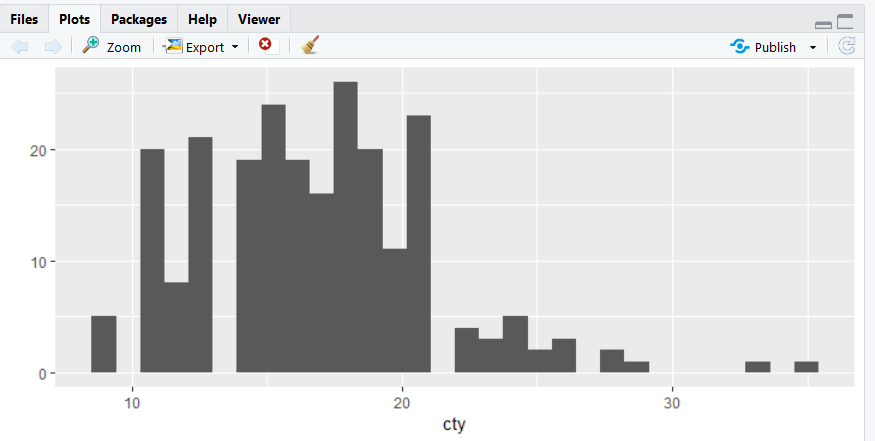 Files Plots Packages Help Viewer
Zoom Export Publish
20
10
0
10 20 30
cty